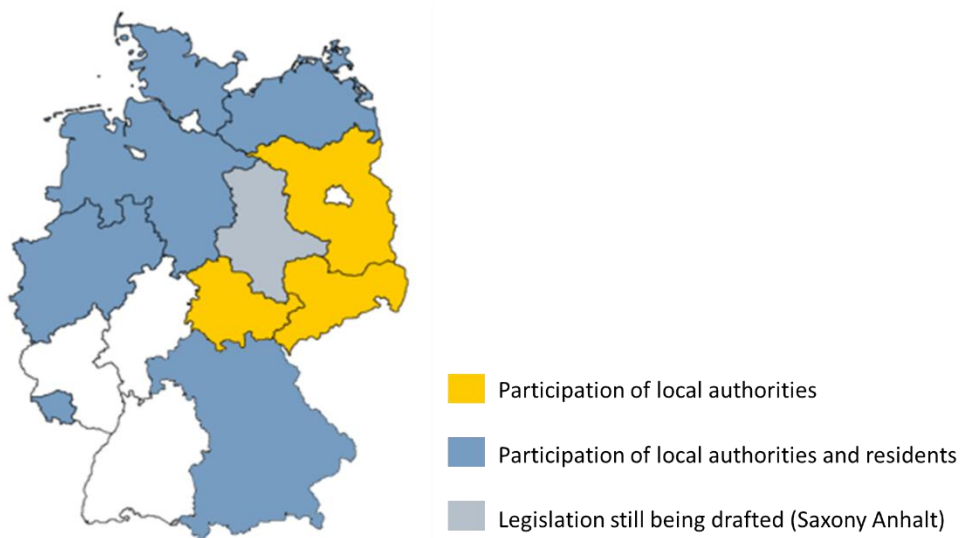 Participation of local authorities
Participation of local authorities and residents
Legislation still being drafted (Saxony Anhalt)